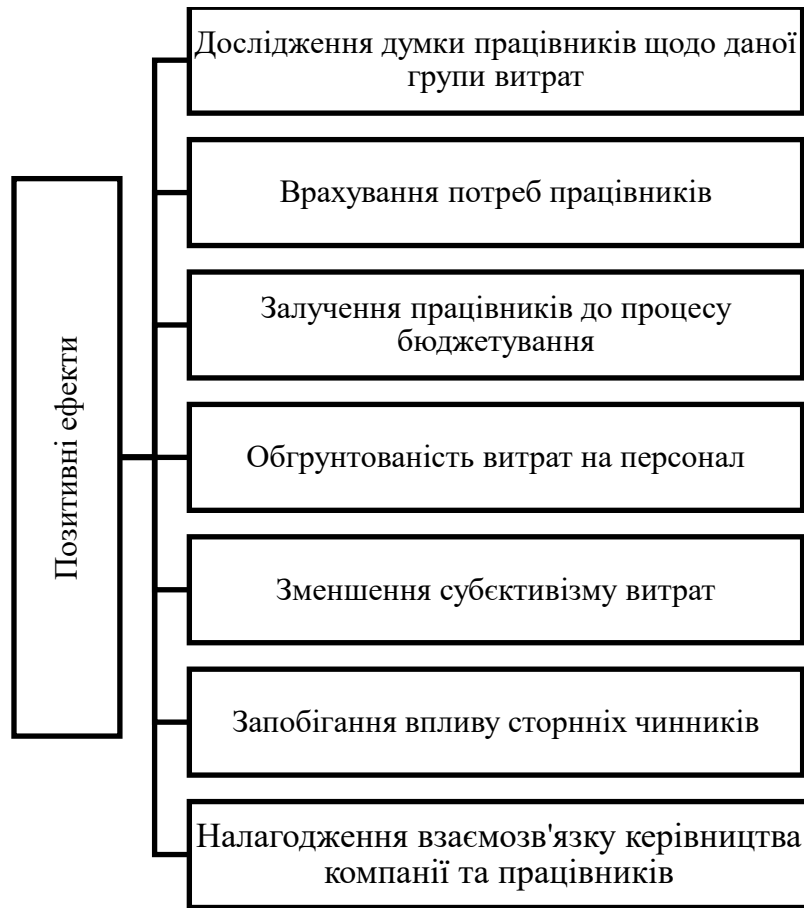 Дослідження думки працівників щодо даної
групи витрат
Врахування потреб працівників
Залучення працівників до процесу
бюджетування
Позитивні ефекти
Обгрунтованість витрат на персонал
Зменшення субєктивізму витрат
Запобігання впливу сторнніх чинників
Налагодження взаємозв'язку керівництва
компанії та працівників